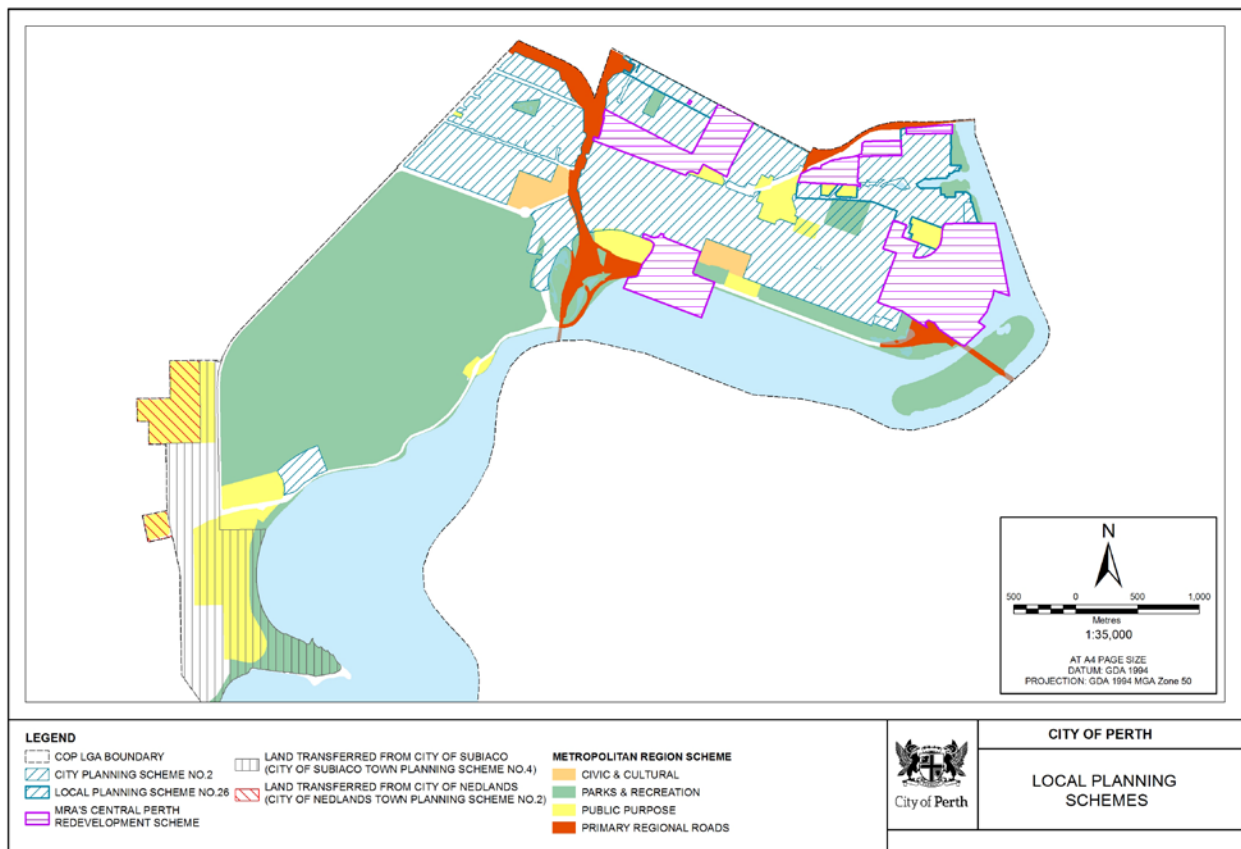 N
500 0 500 1,000
Metres
1:35,000
AT A4 PAGE SIZE
DATUM: GDA 1994
PROJECTION: GDA 1994 MGA Zone 50
LEGEND
COP LGA BOUNDARY
CITY PLANNING SCHEME NO.2
LOCAL PLANNING SCHEME NO.26
MRA'S CENTRAL PERTH
REDEVELOPMENT SCHEME
LAND TRANSFERRED FROM CITY OF SUBIACO
(CITY OF SUBIACO TOWN PLANNING SCHEME NO.4)
LAND TRANSFERRED FROM CITY OF NEDLANDS
(CITY OF NEDLANDS TOWN PLANNING SCHEME NO.2)
METROPOLITAN REGION SCHEME
CIVIC & CULTURAL
PARKS & RECREATION
PUBLIC PURPOSE
PRIMARY REGIONAL ROADS
City of Perth
CITY OF PERTH
LOCAL PLANNING
SCHEMES